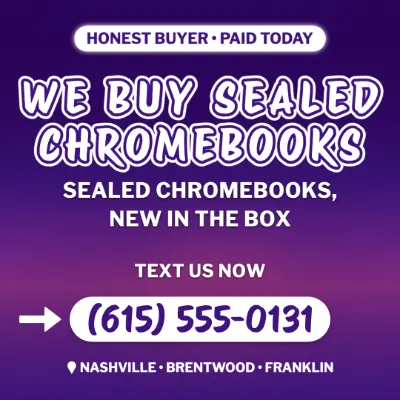 HONEST BUYER • PAID TODAY
WE BUY SEALED
CHROMEBOOKS
SEALED CHROMEBOOKS,
NEW IN THE BOX
TEXT US NOW
(615) 555-0131
NASHVILLE • BRENTWOOD • FRANKLIN